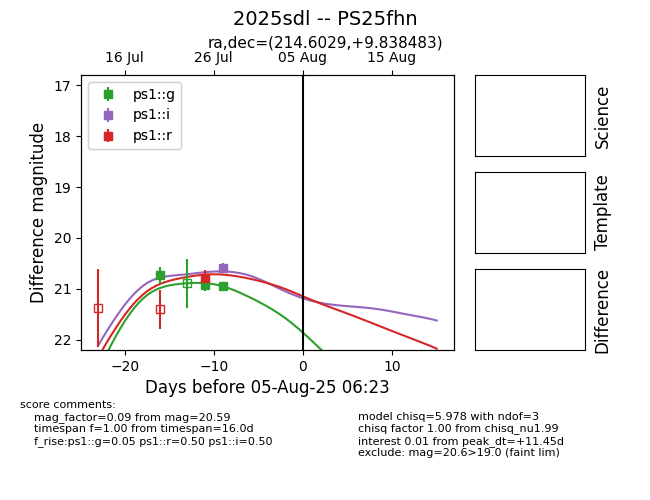 2025sdl -- PS25fhn
ra,dec=(214.6029,+9.838483)
16 Jul
26 Jul
05 Aug
15 Aug
ps1::g
ps1::i
ps1::r
17
18
19
20
21
22
Difference magnitude
−20
−10
0
10
Days before 05-Aug-25 06:23
Science
Template
Difference
score comments:
mag_factor=0.09 from mag=20.59
timespan f=1.00 from timespan=16.0d
f_rise:ps1::g=0.05 ps1::r=0.50 ps1::i=0.50
model chisq=5.978 with ndof=3
chisq factor 1.00 from chisq_nu1.99
interest 0.01 from peak_dt=+11.45d
exclude: mag=20.6>19.0 (faint lim)